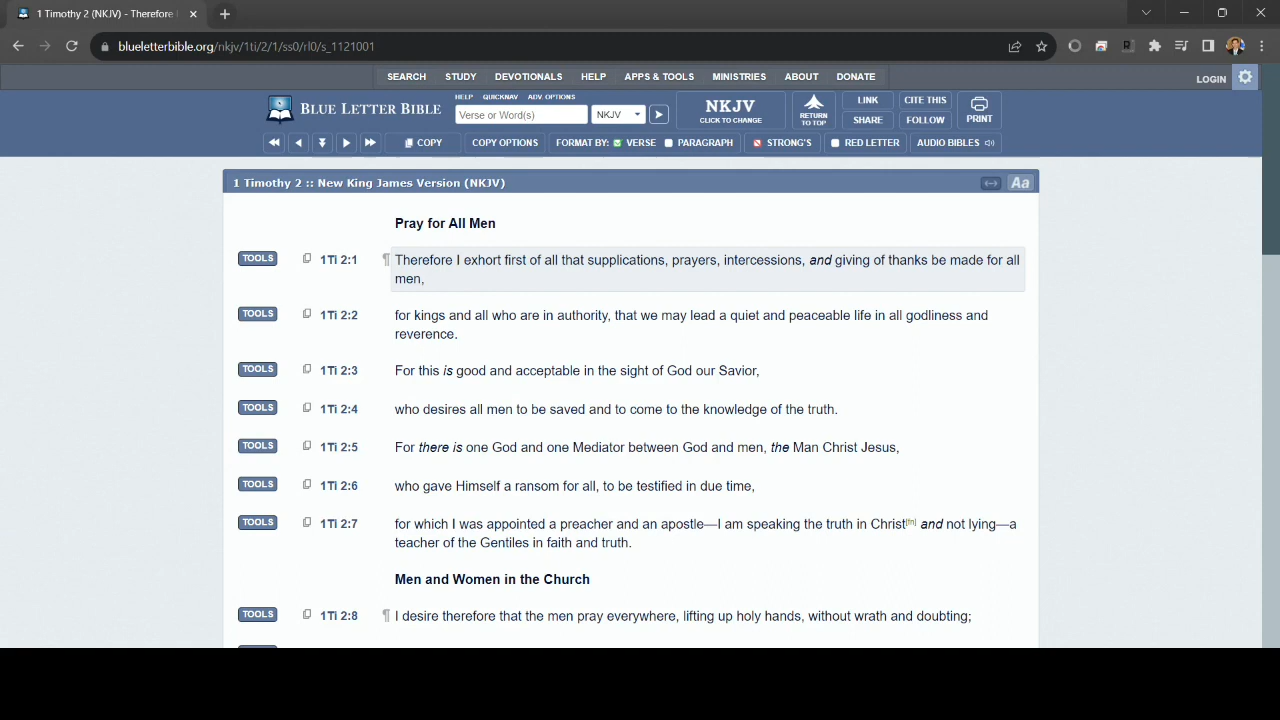 1 Timothy 2 (NKJV) - Therefore
blueletterbible.org/nkjv/1ti/2/1/ss0/rl0/s_1121001
SEARCH STUDY DEVOTIONALS HELP APPS & TOOLS MINISTRIES ABOUT DONATE LOGIN
BLUE LETTER BIBLE
HELP QUICKNAV ADV. OPTIONS
Verse or Word(s) NKJV
NKJV
CLICK TO CHANGE
RETURN
TO TOP
LINK CITE THIS
SHARE FOLLOW
PRINT
COPY COPY OPTIONS FORMAT BY: VERSE PARAGRAPH STRONG'S RED LETTER AUDIO BIBLES
1 Timothy 2 :: New King James Version (NKJV) Aa
Pray for All Men
TOOLS 1Ti 2:1 ¶ Therefore I exhort first of all that supplications, prayers, intercessions, and giving of thanks be made for all
men,
TOOLS 1Ti 2:2 for kings and all who are in authority, that we may lead a quiet and peaceable life in all godliness and
reverence.
TOOLS 1Ti 2:3 For this is good and acceptable in the sight of God our Savior,
TOOLS 1Ti 2:4 who desires all men to be saved and to come to the knowledge of the truth.
TOOLS 1Ti 2:5 For there is one God and one Mediator between God and men, the Man Christ Jesus,
TOOLS 1Ti 2:6 who gave Himself a ransom for all, to be testified in due time,
TOOLS 1Ti 2:7 for which I was appointed a preacher and an apostle—I am speaking the truth in Christ[fn] and not lying—a
teacher of the Gentiles in faith and truth.
Men and Women in the Church
TOOLS 1Ti 2:8 ¶ I desire therefore that the men pray everywhere, lifting up holy hands, without wrath and doubting;